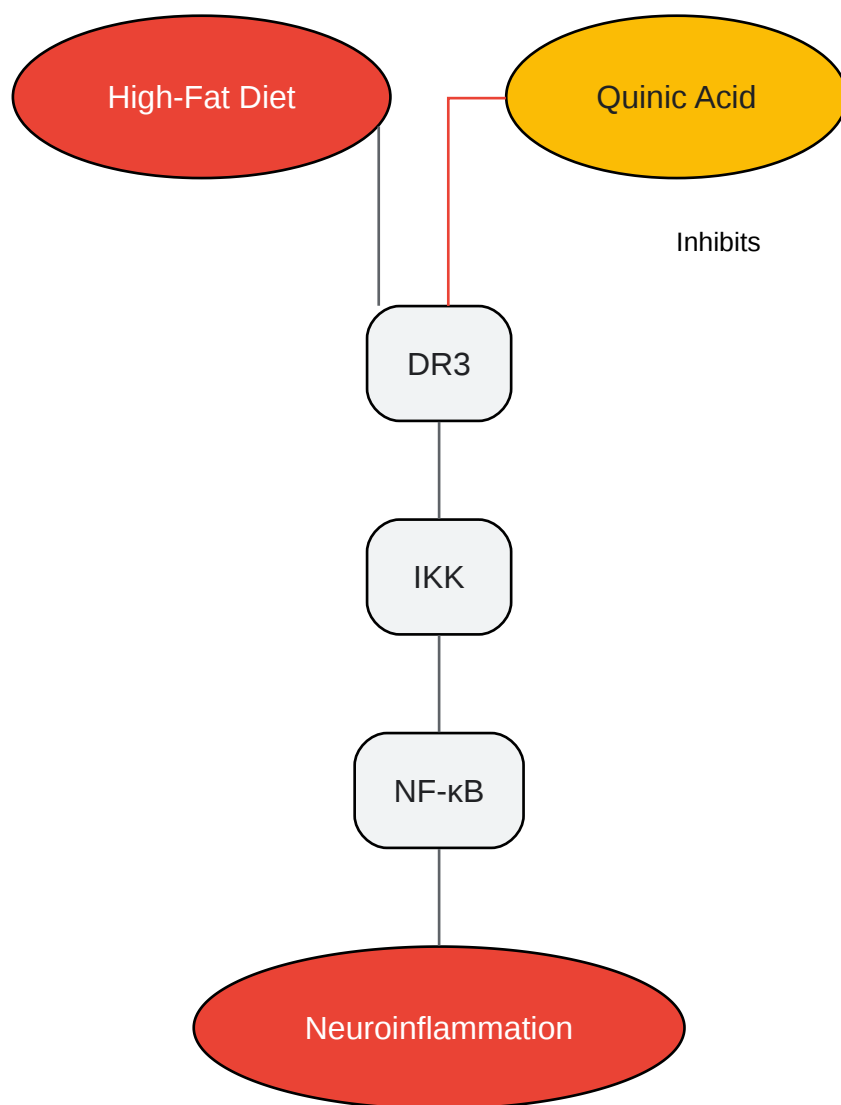 High-Fat Diet
Quinic Acid
Inhibits
DR3
IKK
NF-κB
Neuroinflammation